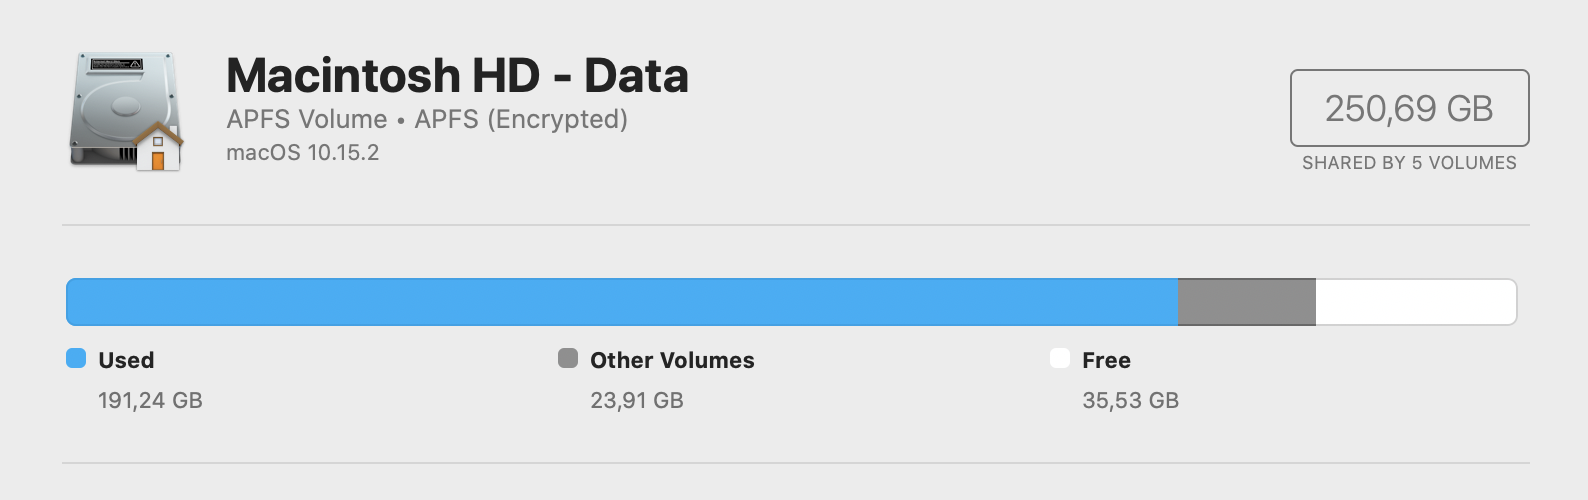 Macintosh HD - Data
APFS Volume • APFS (Encrypted)
macOS 10.15.2
250,69 GB
SHARED BY 5 VOLUMES
Used
191,24 GB
Other Volumes
23,91 GB
Free
35,53 GB